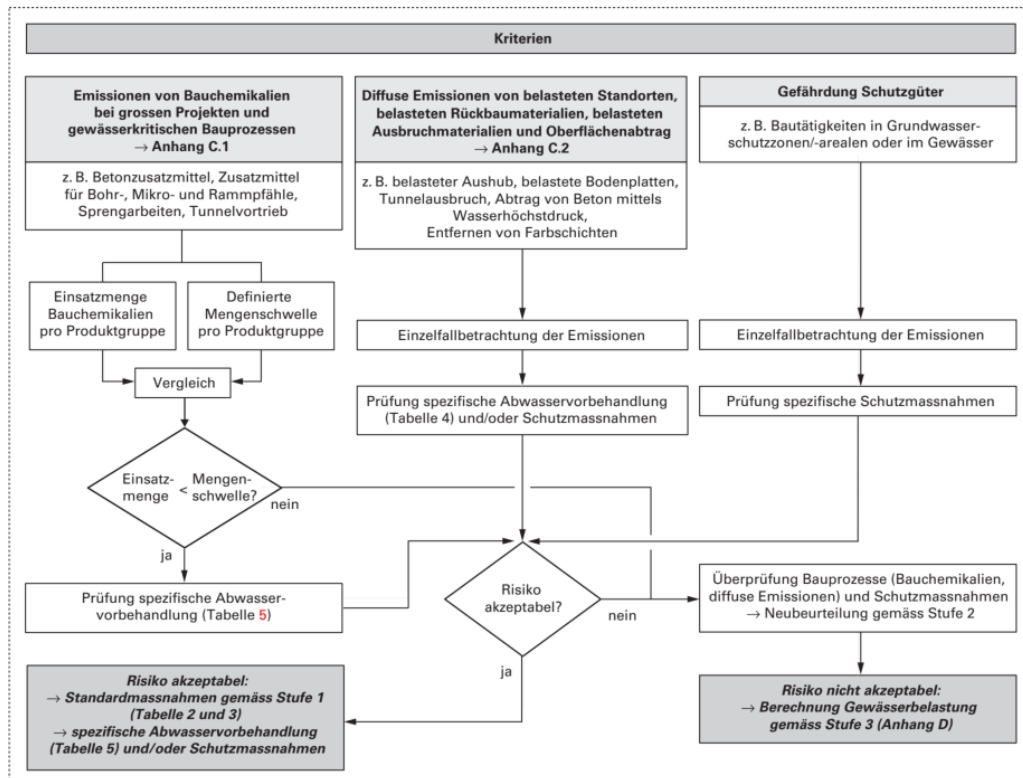 Kriterien
Emissionen von Bauchemikalien
bei grossen Projekten und
gewässerkritischen Bauprozessen
→ Anhang C.1
z. B. Betonzusatzmittel, Zusatzmittel
für Bohr-, Mikro- und Rammpfähle,
Sprengarbeiten, Tunnelvortrieb
Einsatzmenge
Bauchemikalien
pro Produktgruppe
Definierte
Mengenschwelle
pro Produktgruppe
Vergleich
Einsatz- < Mengen-
menge schwelle?
nein
ja
Prüfung spezifische Abwasser-
vorbehandlung (Tabelle 5)
Diffuse Emissionen von belasteten Standorten,
belasteten Rückbaumaterialien, belasteten
Ausbruchmaterialien und Oberflächenabtrag
→ Anhang C.2
z. B. belasteter Aushub, belastete Bodenplatten,
Tunnelausbruch, Abtrag von Beton mittels
Wasserhöchstdruck,
Entfernen von Farbschichten
Einzelfallbetrachtung der Emissionen
Prüfung spezifische Abwasservorbehandlung
(Tabelle 4) und/oder Schutzmassnahmen
Gefährdung Schutzgüter
z. B. Bautätigkeiten in Grundwasser-
schutzzonen/-arealen oder im Gewässer
Einzelfallbetrachtung der Emissionen
Prüfung spezifische Schutzmassnahmen
Risiko
akzeptabel?
nein
ja
Überprüfung Bauprozesse (Bauchemikalien,
diffuse Emissionen) und Schutzmassnahmen
→ Neubeurteilung gemäss Stufe 2
Risiko akzeptabel:
→ Standardmassnahmen gemäss Stufe 1
(Tabelle 2 und 3)
→ spezifische Abwasservorbehandlung
(Tabelle 5) und/oder Schutzmassnahmen
Risiko nicht akzeptabel:
→ Berechnung Gewässerbelastung
gemäss Stufe 3 (Anhang D)